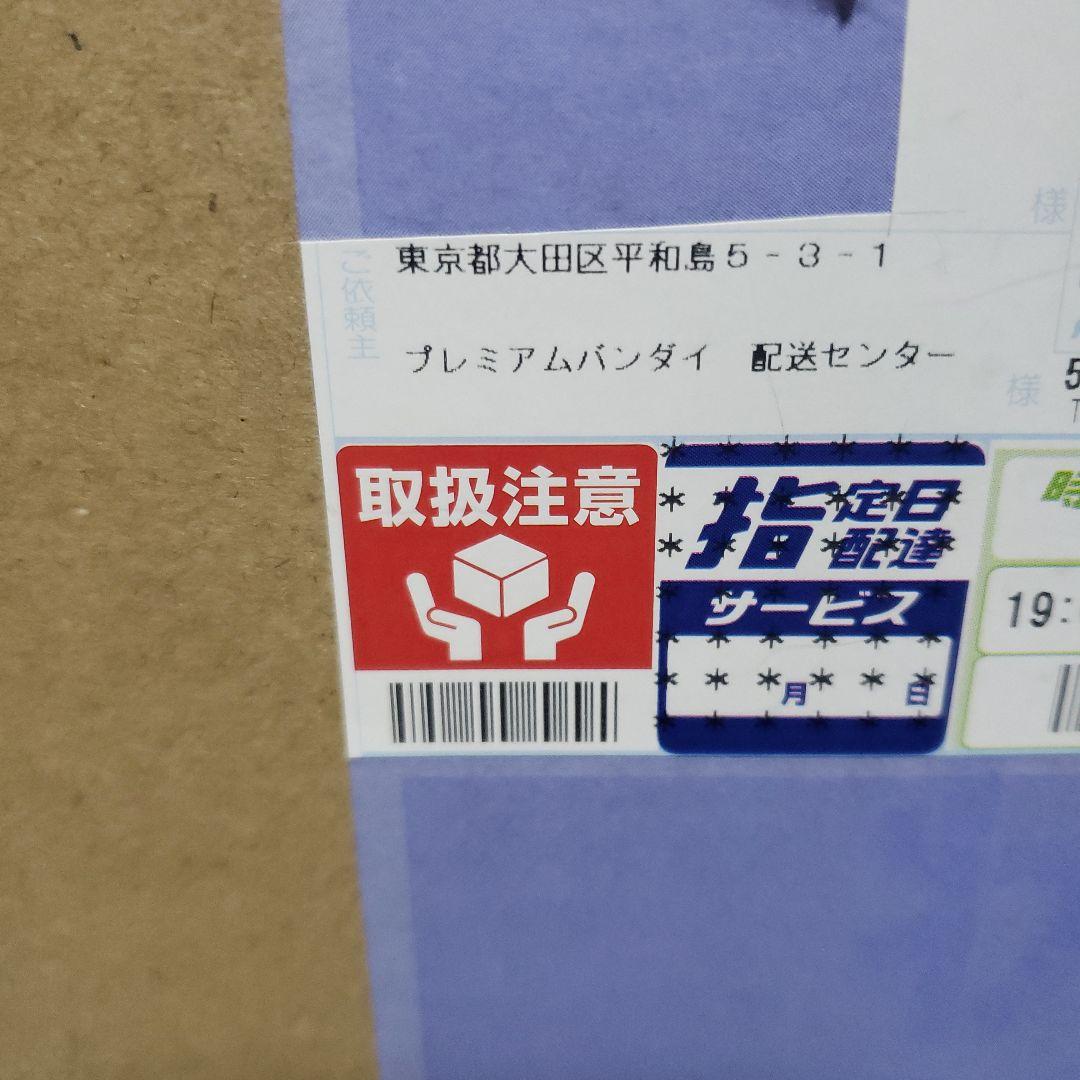 様
東京都大田区平和島5-3-1
ご依頼主
プレミアムバンダイ 配送センター
様
取扱注意
指定日
配達
サービス
月 日
19: